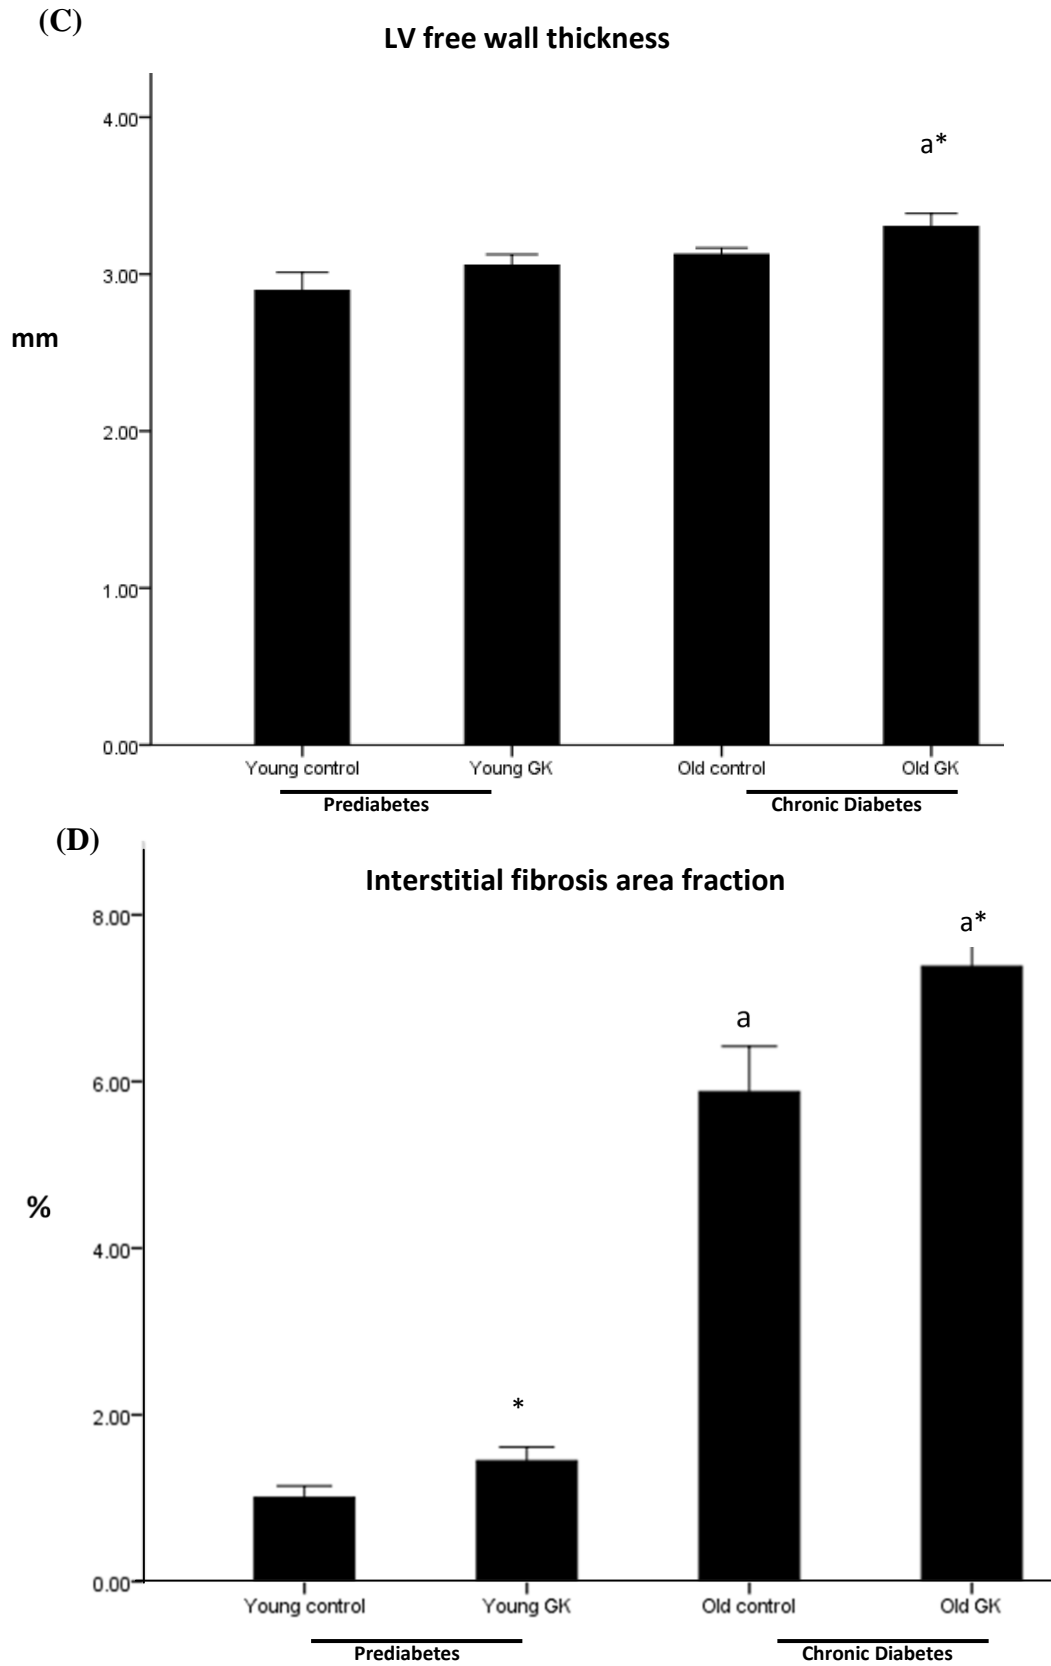 (C)
LV free wall thickness
4.00
a*
3.00
mm
2.00
1.00
0.00
Young control Young GK Old control Old GK
Prediabetes Chronic Diabetes
(D)
Interstitial fibrosis area fraction
8.00
a*
a
6.00
%
4.00
*
2.00
0.00
Young control Young GK Old control Old GK
Prediabetes Chronic Diabetes